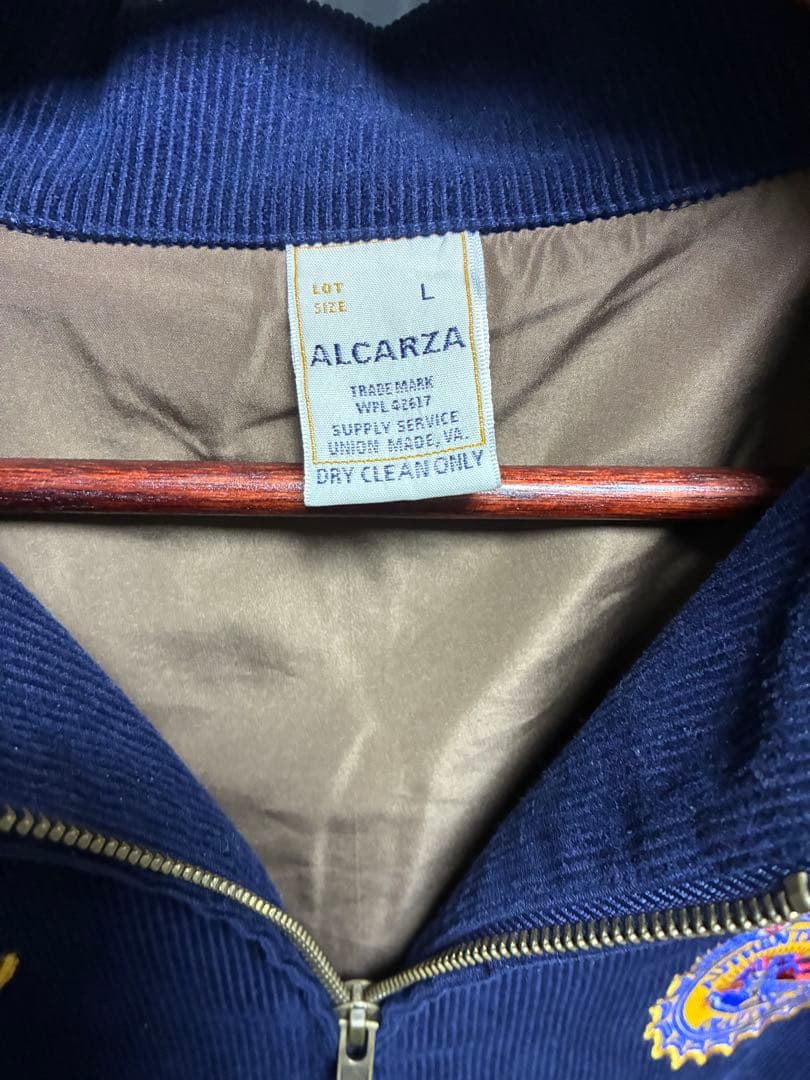 LOT
SIZE L
ALCARZA
TRADE MARK
WPL 42617
SUPPLY SERVICE
UNION MADE, VA.
DRY CLEAN ONLY